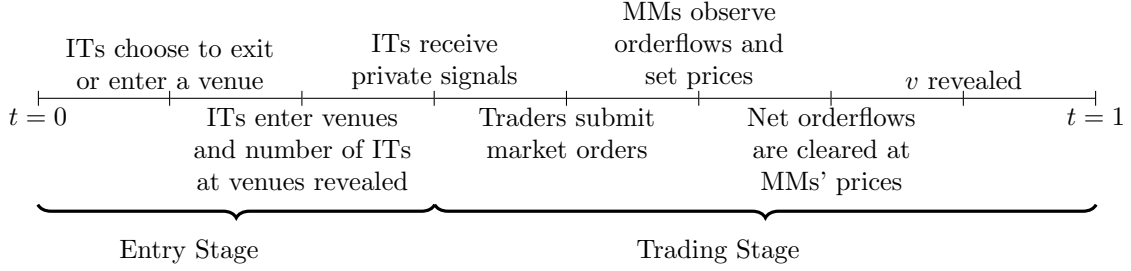 MMs observe
orderflows and
set prices
ITs choose to exit
or enter a venue
ITs receive
private signals
v revealed
t = 0
ITs enter venues
and number of ITs
at venues revealed
Traders submit
market orders
Net orderflows
are cleared at
MMs’ prices
t = 1
Entry Stage
Trading Stage